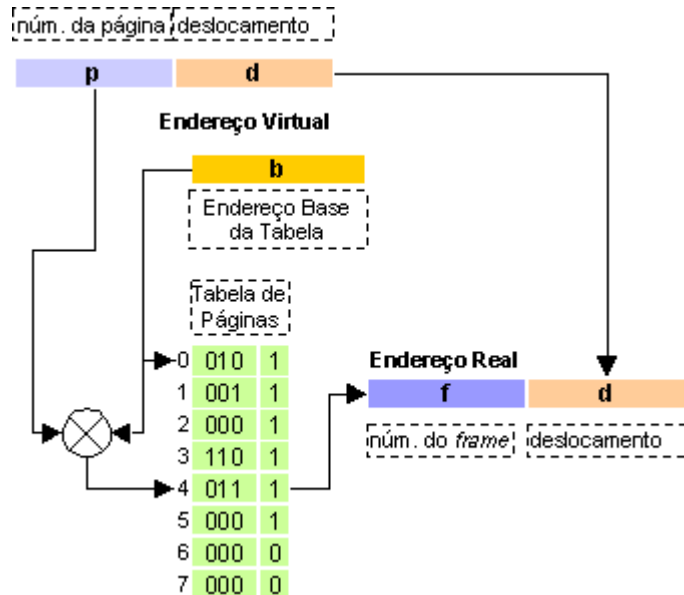 núm. da página deslocamento
p d
Endereço Virtual
b
Endereço Base
da Tabela
Tabela de
Páginas
0 010 1
1 001 1
2 000 1
3 110 1
4 011 1
5 000 1
6 000 0
7 000 0
Endereço Real
f d
núm. do frame deslocamento